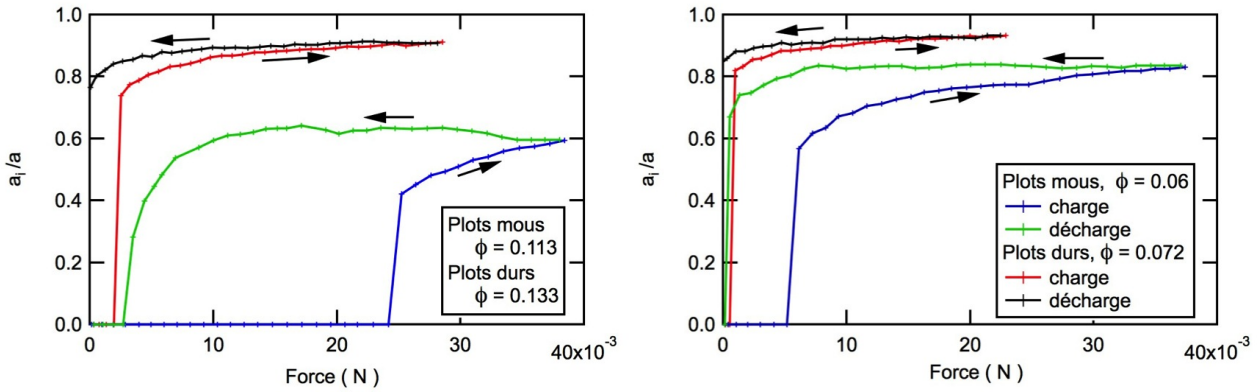 1.0
0.8
0.6
0.4
0.2
0.0
a_i/a
0
10
20
30
40x10⁻³
Force ( N )
Plots mous
ϕ = 0.113
Plots durs
ϕ = 0.133
1.0
0.8
0.6
0.4
0.2
0.0
a_i/a
0
10
20
30
40x10⁻³
Force ( N )
Plots mous, ϕ = 0.06
charge
décharge
Plots durs, ϕ = 0.072
charge
décharge